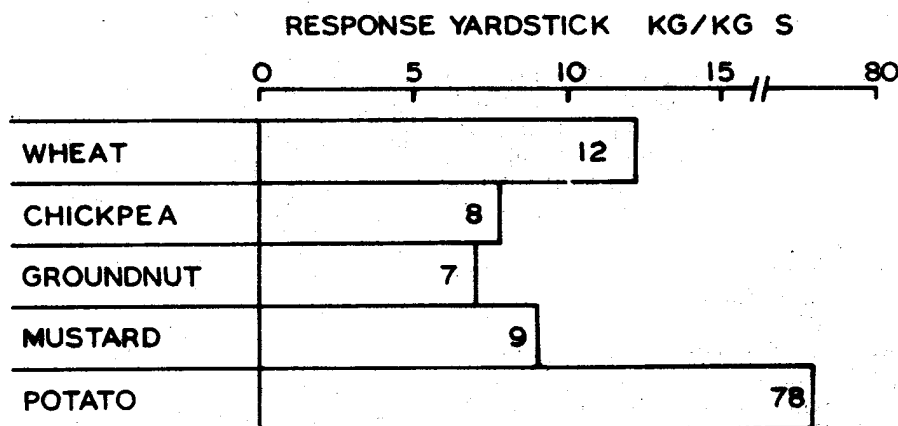 RESPONSE YARDSTICK KG/KG S
0 5 10 15 80
WHEAT 12
CHICKPEA 8
GROUNDNUT 7
MUSTARD 9
POTATO 78